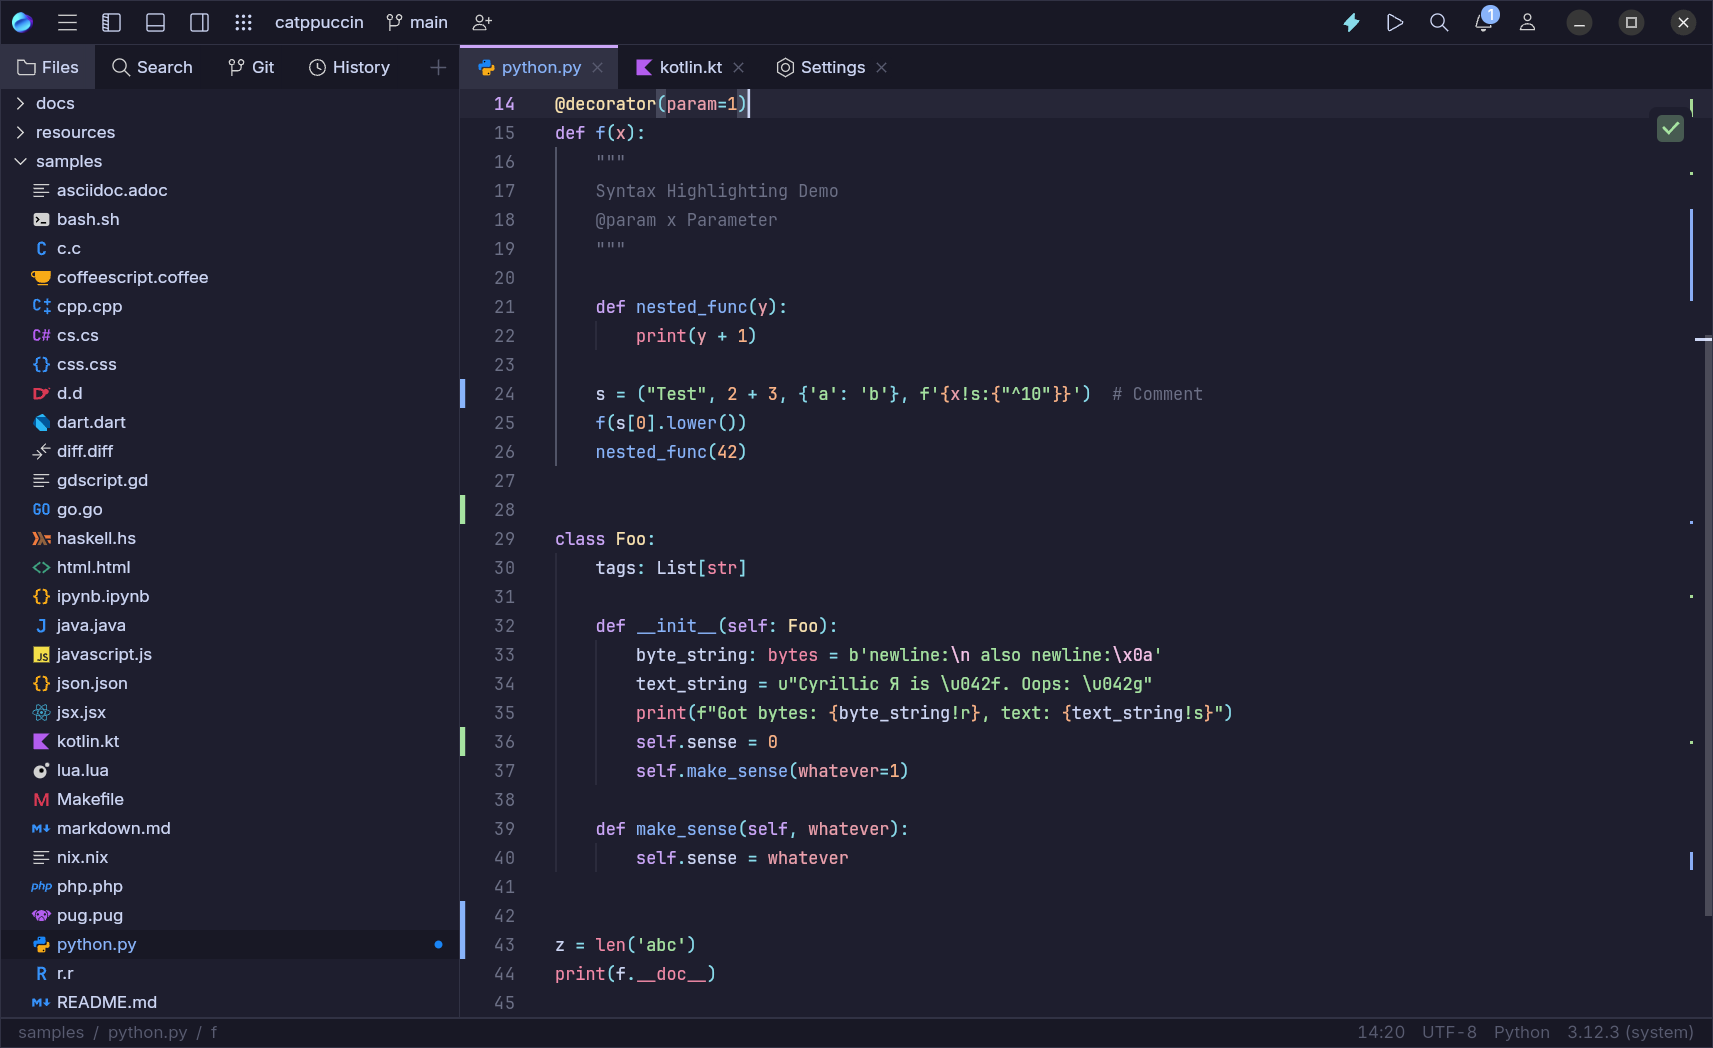 catppuccin main 1
Files Search Git History python.py kotlin.kt Settings
docs
resources
samples
asciidoc.adoc
bash.sh
C c.c
coffeescript.coffee
cpp.cpp
C# cs.cs
{} css.css
d.d
dart.dart
diff.diff
gdscript.gd
GO go.go
haskell.hs
<> html.html
{} ipynb.ipynb
J java.java
JS javascript.js
{} json.json
jsx.jsx
kotlin.kt
lua.lua
M Makefile
M↓ markdown.md
nix.nix
php php.php
pug.pug
python.py
R r.r
M↓ README.md
14 @decorator(param=1)
15 def f(x):
16 """
17 Syntax Highlighting Demo
18 @param x Parameter
19 """
20
21 def nested_func(y):
22 print(y + 1)
23
24 s = ("Test", 2 + 3, {'a': 'b'}, f'{x!s:{"^10"}}') # Comment
25 f(s[0].lower())
26 nested_func(42)
27
28
29 class Foo:
30 tags: List[str]
31
32 def __init__(self: Foo):
33 byte_string: bytes = b'newline:\n also newline:\x0a'
34 text_string = u"Cyrillic Я is \u042f. Oops: \u042g"
35 print(f"Got bytes: {byte_string!r}, text: {text_string!s}")
36 self.sense = 0
37 self.make_sense(whatever=1)
38
39 def make_sense(self, whatever):
40 self.sense = whatever
41
42
43 z = len('abc')
44 print(f.__doc__)
45
samples / python.py / f 14:20 UTF-8 Python 3.12.3 (system)